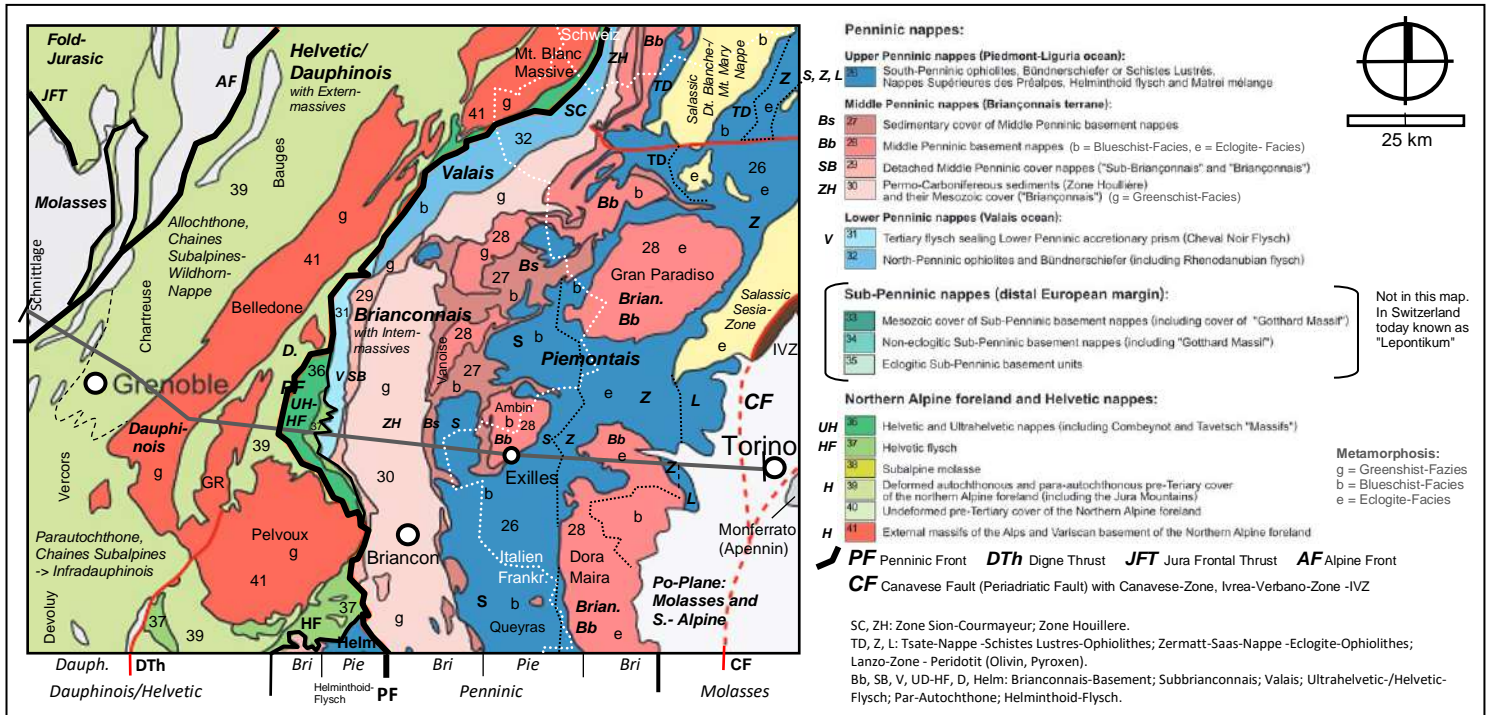 Fold-
Jurasic
JFT
AF
Helvetic/
Dauphinois
with Extern-
massives
Mt. Blanc
Massive
Schweiz
ZH
Bb
b
Z
TD
TD
e
Salassic
Dt. Blanche-/
Mt. Mary
Nappe
41
g
SC
32
b
TD
26
e
e
Molasses
39
Bauges
g
Valais
b
g
Bb
b
Z
Allochthone,
Chaines
Subalpines-
Wildhorn-
Nappe
41
g
28
g
27
Bs
b
b
28
e
Gran Paradiso
Brian.
Bb
Salassic
Sesia-
Zone
Schnittlage
Chartreuse
Belledone
29
31
Brianconnais
with Intern-
massives
28
Vanoise
S
b
Piemontais
e
IVZ
D.
36
PF
V SB
27
b
g
e
Z
L
CF
Grenoble
UH-
HF
37
ZH
Bs
S
Ambin
b
28
Bb
S
Z
Bb
e
Z
Torino
Dauphi-
nois
g
39
GR
30
Exilles
L
Vercors
b
b
Pelvoux
g
Briancon
26
28
Monferrato
(Apennin)
Parautochthone,
Chaines Subalpines
-> Infradauphinois
41
Italien
Frankr.
Dora
Maira
Po-Plane:
Molasses and
S.- Alpine
Devoluy
37
39
HF
37
g
S
b
Queyras
Brian.
Bb
e
Helm
Dauph.
DTh
Bri
Pie
Bri
Pie
Bri
CF
Dauphinois/Helvetic
Helminthoid-
Flysch
PF
Penninic
Molasses
Penninic nappes:
Upper Penninic nappes (Piedmont-Liguria ocean):
S, Z, L
26
South-Penninic ophiolites, Bündnerschiefer or Schistes Lustrés,
Nappes Supérieures des Préalpes, Helminthoid flysch and Matrei mélange
Middle Penninic nappes (Briançonnais terrane):
Bs 27 Sedimentary cover of Middle Penninic basement nappes
Bb 28 Middle Penninic basement nappes (b = Blueschist-Facies, e = Eclogite- Facies)
SB 29 Detached Middle Penninic cover nappes ("Sub-Briançonnais" and "Briançonnais")
ZH 30 Permo-Carbonifereous sediments (Zone Houllière)
and their Mesozoic cover ("Briançonnais") (g = Greenschist-Facies)
Lower Penninic nappes (Valais ocean):
V 31 Tertiary flysch sealing Lower Penninic accretionary prism (Cheval Noir Flysch)
32 North-Penninic ophiolites and Bündnerschiefer (including Rhenodanubian flysch)
Sub-Penninic nappes (distal European margin):
33 Mesozoic cover of Sub-Penninic basement nappes (including cover of "Gotthard Massif")
34 Non-eclogitic Sub-Penninic basement nappes (including "Gotthard Massif")
35 Eclogitic Sub-Penninic basement units
Not in this map.
In Switzerland
today known as
"Lepontikum"
Northern Alpine foreland and Helvetic nappes:
UH 36 Helvetic and Ultrahelvetic nappes (including Combeynot and Tavetsch "Massifs")
HF 37 Helvetic flysch
38 Subalpine molasse
H 39 Deformed autochthonous and para-autochthonous pre-Tertiary cover
of the northern Alpine foreland (including the Jura Mountains)
40 Undeformed pre-Tertiary cover of the Northern Alpine foreland
H 41 External massifs of the Alps and Variscan basement of the Northern Alpine foreland
Metamorphosis:
g = Greenshist-Fazies
b = Blueschist-Facies
e = Eclogite-Facies
25 km
PF Penninic Front DTh Digne Thrust JFT Jura Frontal Thrust AF Alpine Front
CF Canavese Fault (Periadriatic Fault) with Canavese-Zone, Ivrea-Verbano-Zone -IVZ
SC, ZH: Zone Sion-Courmayeur; Zone Houillere.
TD, Z, L: Tsate-Nappe -Schistes Lustres-Ophiolithes; Zermatt-Saas-Nappe -Eclogite-Ophiolithes;
Lanzo-Zone - Peridotit (Olivin, Pyroxen).
Bb, SB, V, UD-HF, D, Helm: Brianconnais-Basement; Subbrianconnais; Valais; Ultrahelvetic-/Helvetic-
Flysch; Par-Autochthone; Helminthoid-Flysch.